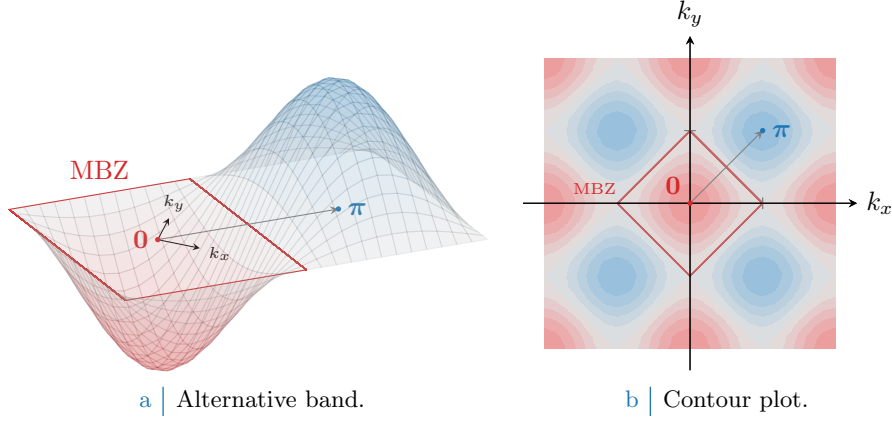 MBZ
k_y
0
π
k_x
a | Alternative band.
k_y
π
MBZ
0
k_x
b | Contour plot.